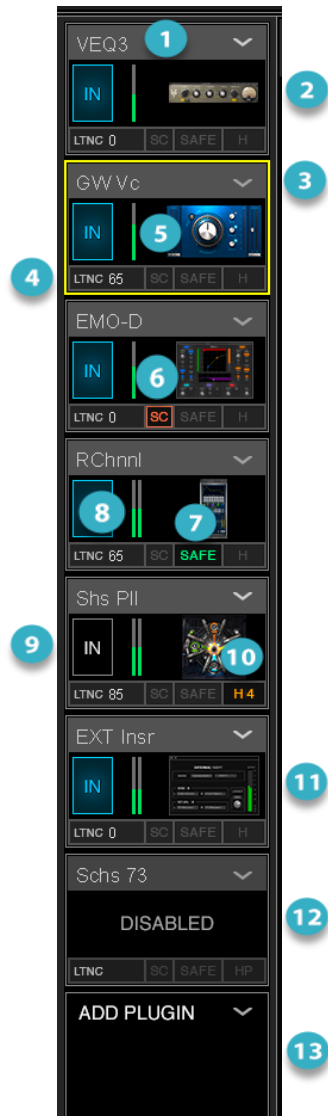 VEQ3 1
IN 2
LTNC 0 SC SAFE H
GW Vc 3
IN 5
4 LTNC 65 SC SAFE H
EMO-D
IN 6
LTNC 0 SC SAFE H
RChnnl
8 7
LTNC 65 SC SAFE H
Shs Pll
9 IN 10
LTNC 85 SC SAFE H 4
EXT Insr
IN 11
LTNC 0 SC SAFE H
Schs 73
DISABLED 12
LTNC SC SAFE HP
ADD PLUGIN
13